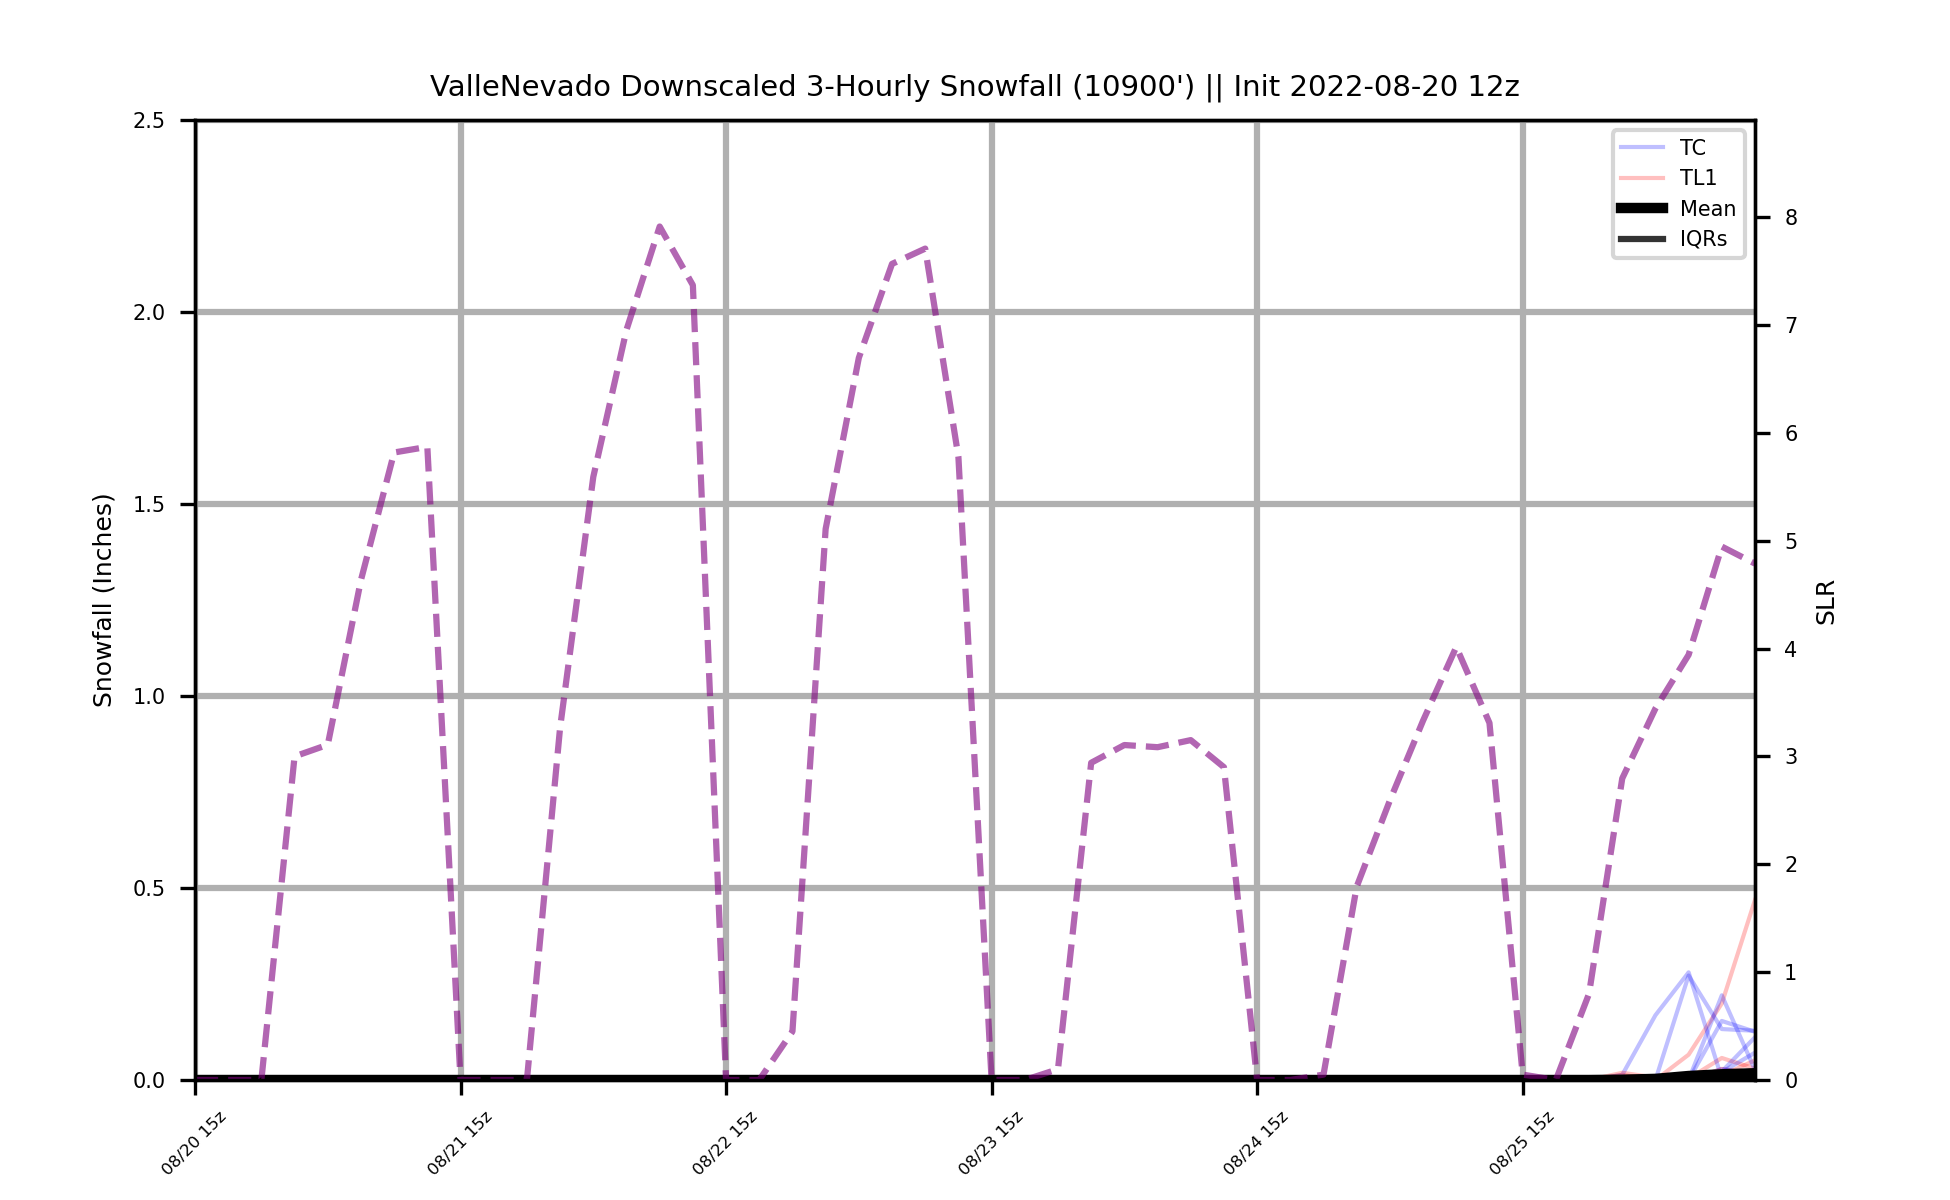 ValleNevado Downscaled 3-Hourly Snowfall (10900') || Init 2022-08-20 12z
TC
TL1
Mean
IQRs
Snowfall (Inches)
2.5
2.0
1.5
1.0
0.5
0.0
8
7
6
5
4
3
2
1
0
SLR
08/20 15z
08/21 15z
08/22 15z
08/23 15z
08/24 15z
08/25 15z